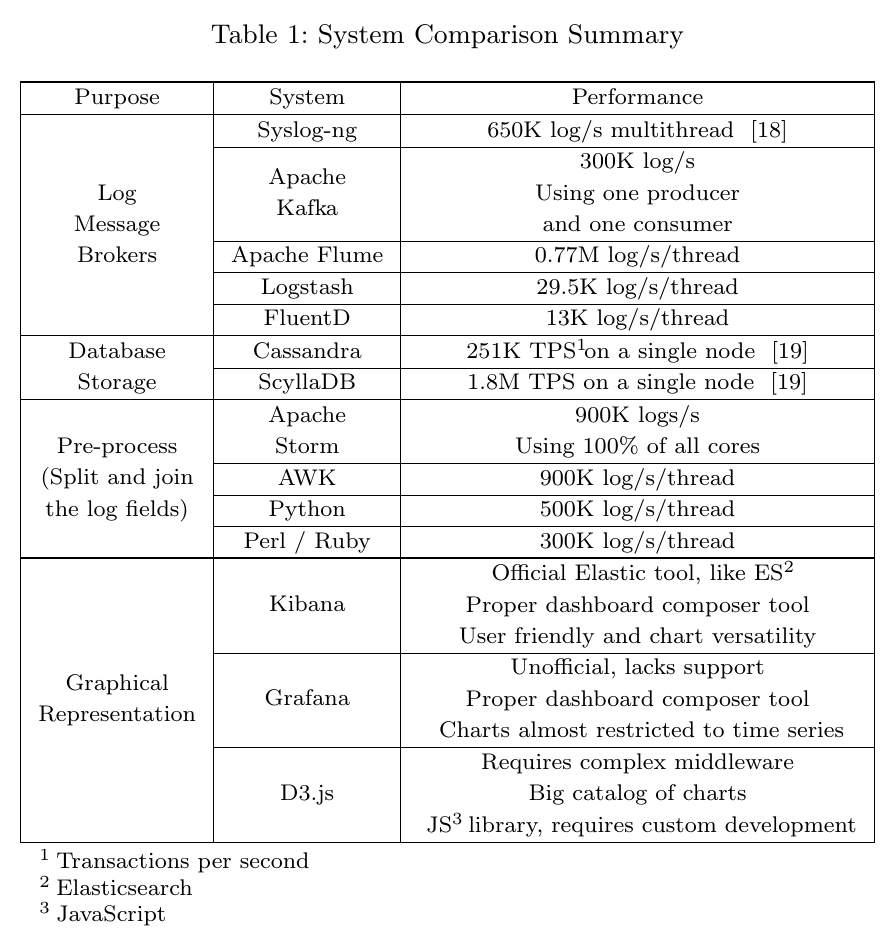 Table 1: System Comparison Summary
Purpose System Performance
Log
Message
Brokers
Syslog-ng 650K log/s multithread [18]
Apache
Kafka
300K log/s
Using one producer
and one consumer
Apache Flume 0.77M log/s/thread
Logstash 29.5K log/s/thread
FluentD 13K log/s/thread
Database
Storage
Cassandra 251K TPS¹on a single node [19]
ScyllaDB 1.8M TPS on a single node [19]
Pre-process
(Split and join
the log fields)
Apache
Storm
900K logs/s
Using 100% of all cores
AWK 900K log/s/thread
Python 500K log/s/thread
Perl / Ruby 300K log/s/thread
Graphical
Representation
Kibana
Official Elastic tool, like ES²
Proper dashboard composer tool
User friendly and chart versatility
Grafana
Unofficial, lacks support
Proper dashboard composer tool
Charts almost restricted to time series
D3.js
Requires complex middleware
Big catalog of charts
JS³ library, requires custom development
¹ Transactions per second
² Elasticsearch
³ JavaScript